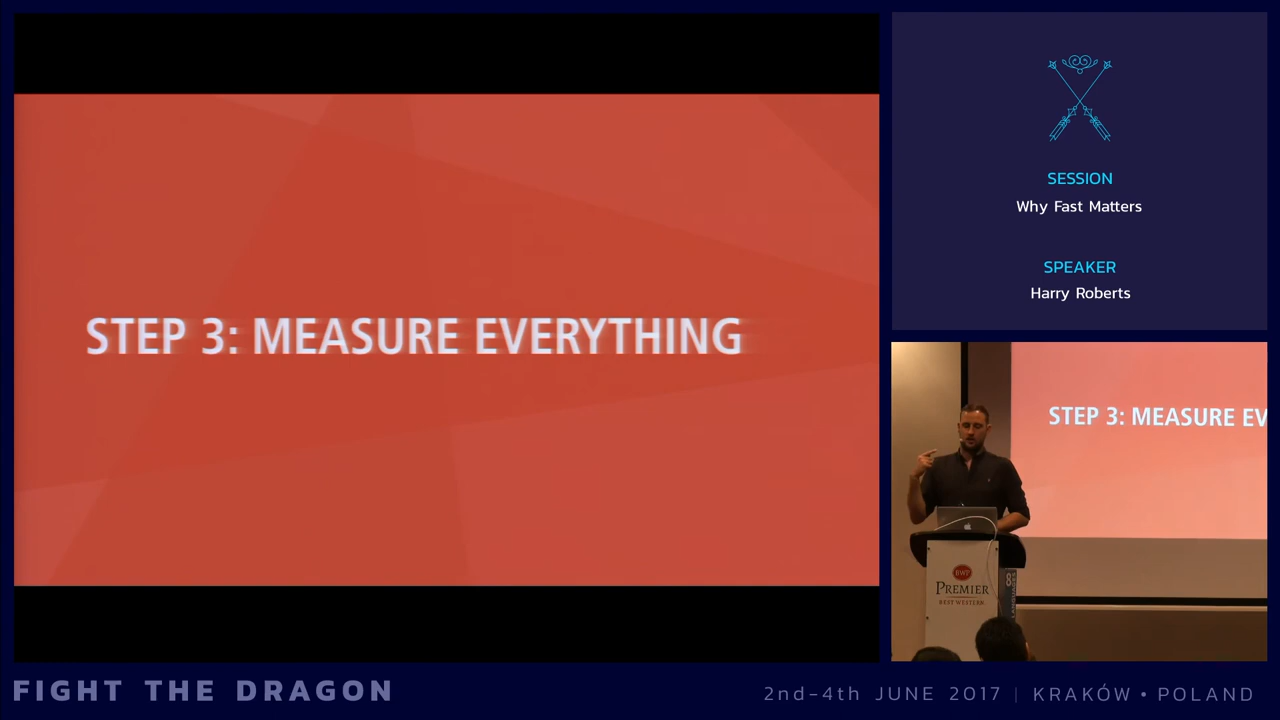 STEP 3: MEASURE EVERYTHING
SESSION
Why Fast Matters
SPEAKER
Harry Roberts
STEP 3: MEASURE EV
BWP
PREMIER
BEST WESTERN
FIGHT THE DRAGON
2nd-4th JUNE 2017 | KRAKÓW • POLAND